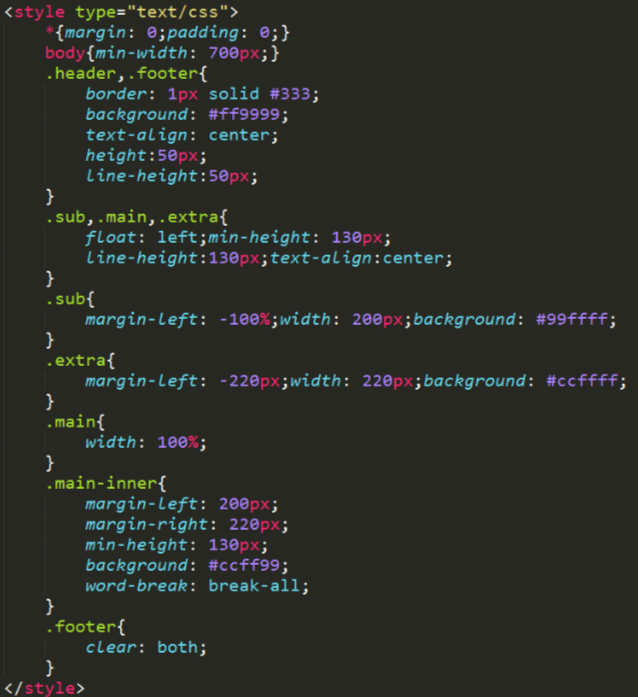 <style type="text/css">
    *{margin: 0;padding: 0;}
    body{min-width: 700px;}
    .header,.footer{
        border: 1px solid #333;
        background: #ff9999;
        text-align: center;
        height:50px;
        line-height:50px;
    }
    .sub,.main,.extra{
        float: left;min-height: 130px;
        line-height:130px;text-align:center;
    }
    .sub{
        margin-left: -100%;width: 200px;background: #99ffff;
    }
    .extra{
        margin-left: -220px;width: 220px;background: #ccffff;
    }
    .main{
        width: 100%;
    }
    .main-inner{
        margin-left: 200px;
        margin-right: 220px;
        min-height: 130px;
        background: #ccff99;
        word-break: break-all;
    }
    .footer{
        clear: both;
    }
</style>